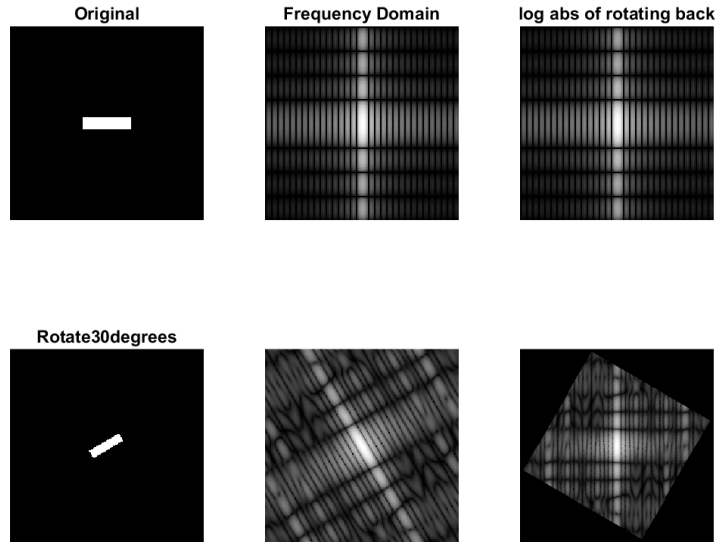 Original
Frequency Domain
log abs of rotating back
Rotate30degrees